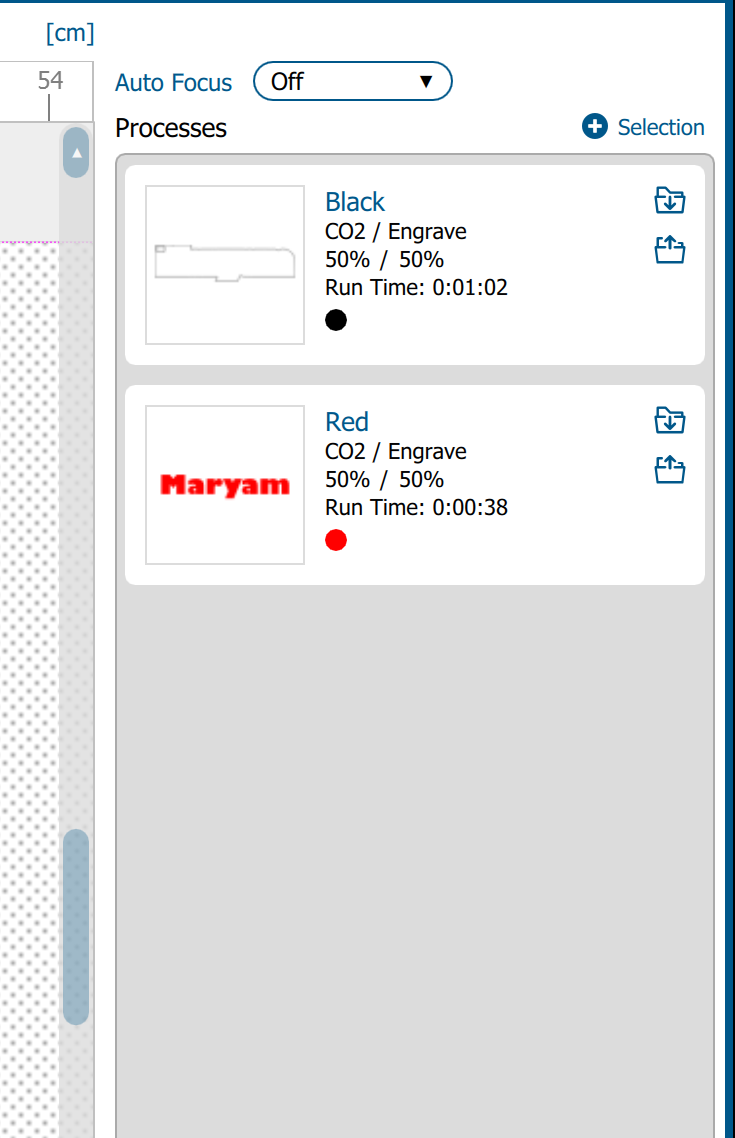 [cm]
54
Auto Focus Off
Processes
Selection
Black
CO2 / Engrave
50% / 50%
Run Time: 0:01:02
Maryam
Red
CO2 / Engrave
50% / 50%
Run Time: 0:00:38